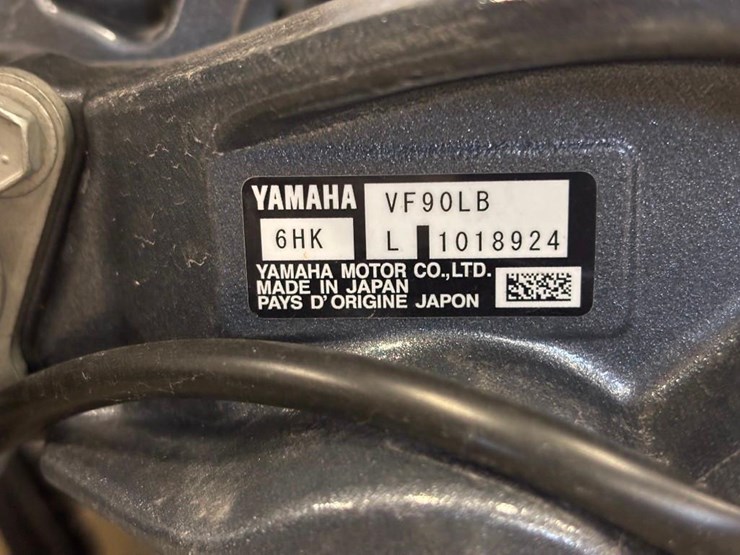 YAMAHA VF90LB
6HK L 1018924
YAMAHA MOTOR CO.,LTD.
MADE IN JAPAN
PAYS D'ORIGINE JAPON